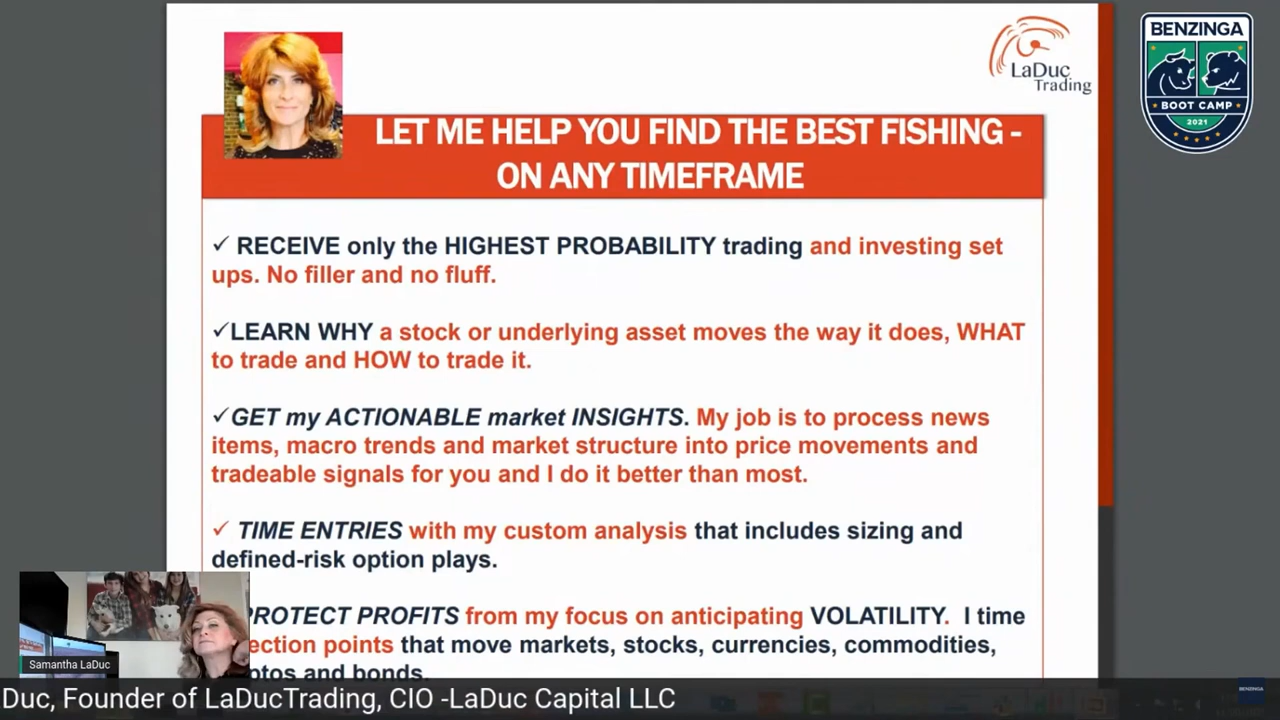 LaDuc
Trading
BENZINGA
BOOT CAMP
2021
LET ME HELP YOU FIND THE BEST FISHING -
ON ANY TIMEFRAME
✓ RECEIVE only the HIGHEST PROBABILITY trading and investing set
ups. No filler and no fluff.
✓LEARN WHY a stock or underlying asset moves the way it does, WHAT
to trade and HOW to trade it.
✓GET my ACTIONABLE market INSIGHTS. My job is to process news
items, macro trends and market structure into price movements and
tradeable signals for you and I do it better than most.
✓ TIME ENTRIES with my custom analysis that includes sizing and
defined-risk option plays.
PROTECT PROFITS from my focus on anticipating VOLATILITY. I time
ection points that move markets, stocks, currencies, commodities,
ptos and bonds.
Samantha LaDuc
Duc, Founder of LaDucTrading, CIO -LaDuc Capital LLC
BENZINGA